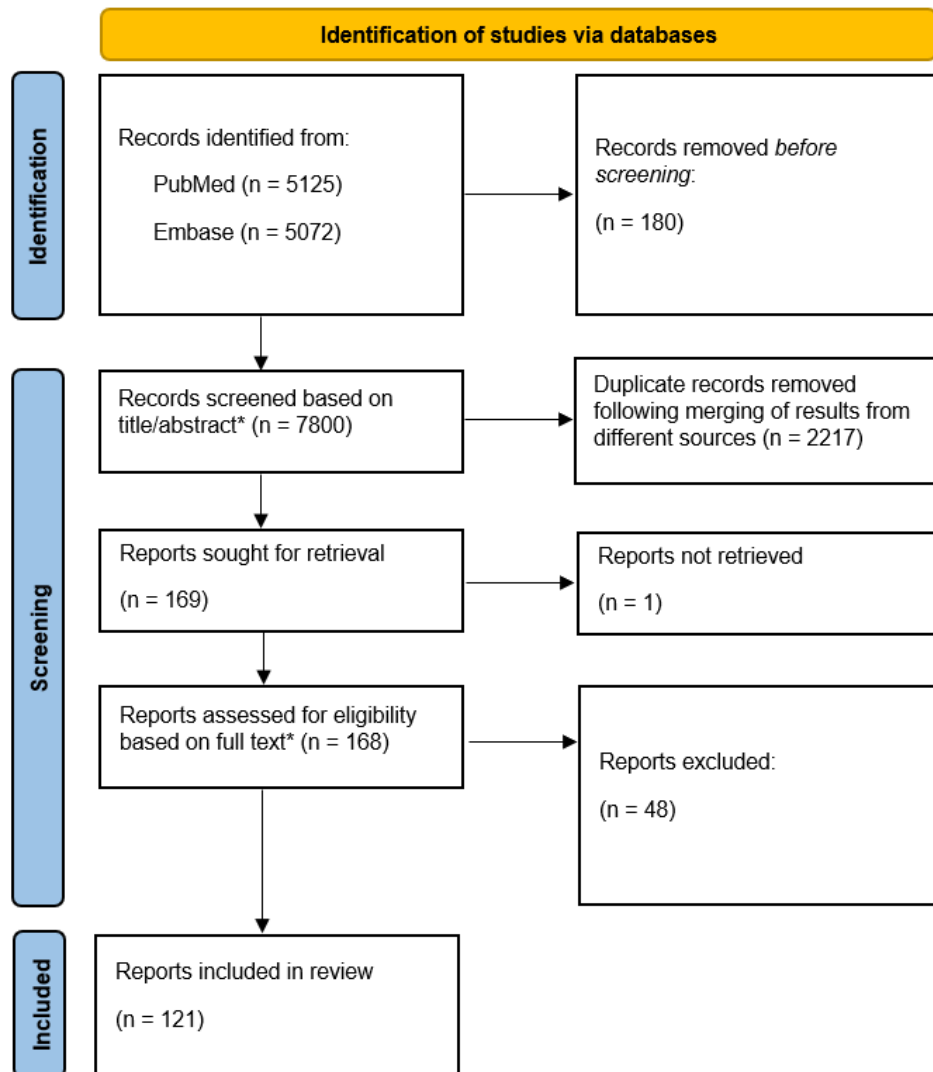 Identification of studies via databases
Identification
Records identified from:
PubMed (n = 5125)
Embase (n = 5072)
Records removed before
screening:
(n = 180)
Screening
Records screened based on
title/abstract* (n = 7800)
Duplicate records removed
following merging of results from
different sources (n = 2217)
Reports sought for retrieval
(n = 169)
Reports not retrieved
(n = 1)
Reports assessed for eligibility
based on full text* (n = 168)
Reports excluded:
(n = 48)
Included
Reports included in review
(n = 121)